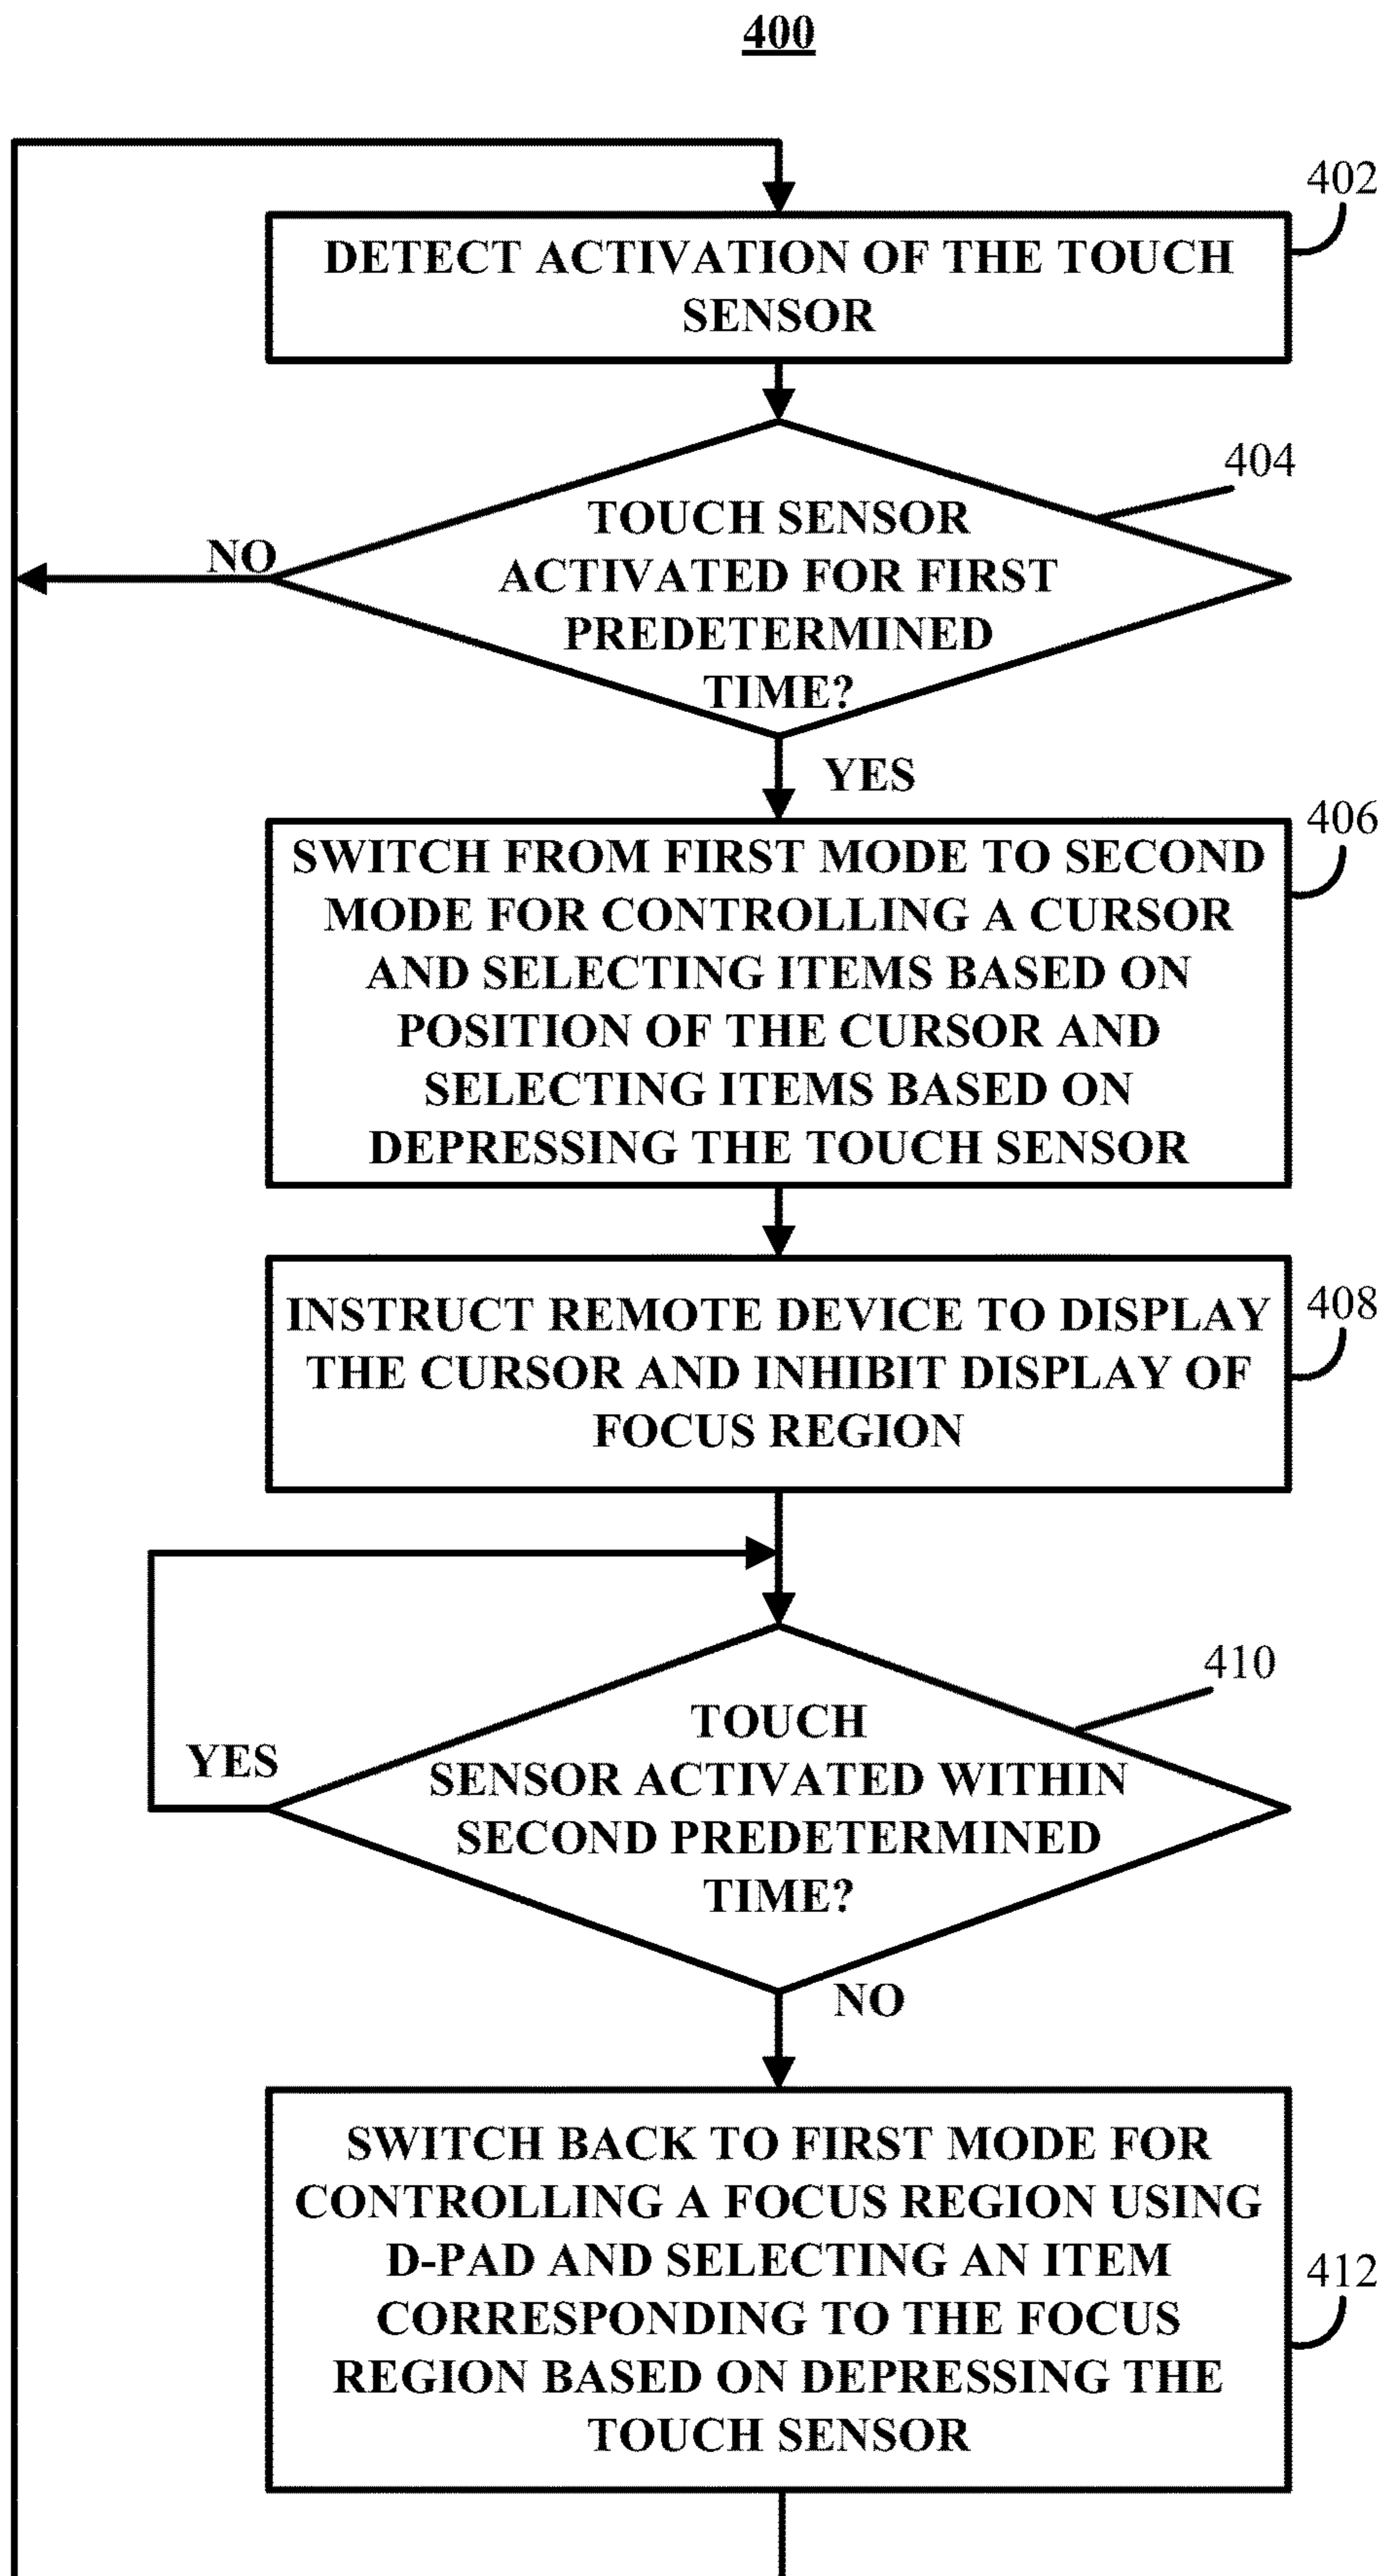 400
402
DETECT ACTIVATION OF THE TOUCH
SENSOR
404
TOUCH SENSOR
ACTIVATED FOR FIRST
PREDETERMINED
TIME?
NO
YES
406
SWITCH FROM FIRST MODE TO SECOND
MODE FOR CONTROLLING A CURSOR
AND SELECTING ITEMS BASED ON
POSITION OF THE CURSOR AND
SELECTING ITEMS BASED ON
DEPRESSING THE TOUCH SENSOR
408
INSTRUCT REMOTE DEVICE TO DISPLAY
THE CURSOR AND INHIBIT DISPLAY OF
FOCUS REGION
410
TOUCH
SENSOR ACTIVATED WITHIN
SECOND PREDETERMINED
TIME?
YES
NO
SWITCH BACK TO FIRST MODE FOR
CONTROLLING A FOCUS REGION USING
D-PAD AND SELECTING AN ITEM
CORRESPONDING TO THE FOCUS
REGION BASED ON DEPRESSING THE
TOUCH SENSOR
412